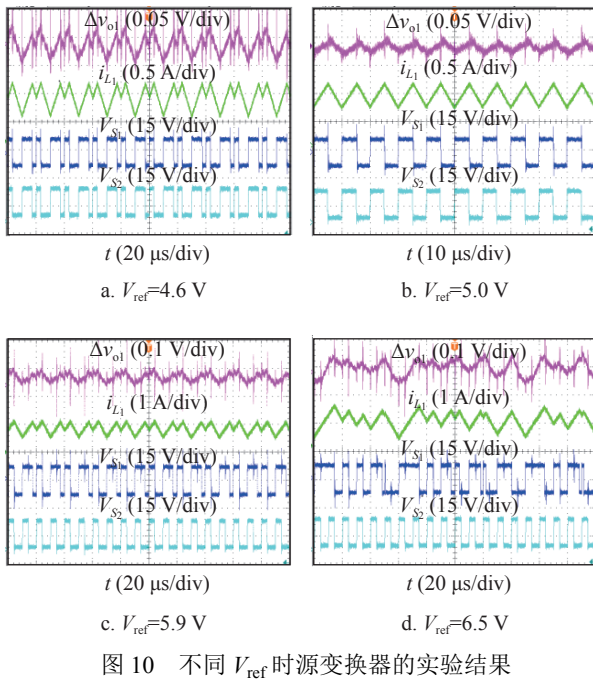 Δvo1 (0.05 V/div)
iL1 (0.5 A/div)
VS1 (15 V/div)
VS2 (15 V/div)
t (20 μs/div)
a. Vref=4.6 V
Δvo1 (0.05 V/div)
iL1 (0.5 A/div)
VS1 (15 V/div)
VS2 (15 V/div)
t (10 μs/div)
b. Vref=5.0 V
Δvo1 (0.1 V/div)
iL1 (1 A/div)
VS1 (15 V/div)
VS2 (15 V/div)
t (20 μs/div)
c. Vref=5.9 V
Δvo1 (0.1 V/div)
iL1 (1 A/div)
VS1 (15 V/div)
VS2 (15 V/div)
t (20 μs/div)
d. Vref=6.5 V
图 10 不同 Vref 时源变换器的实验结果